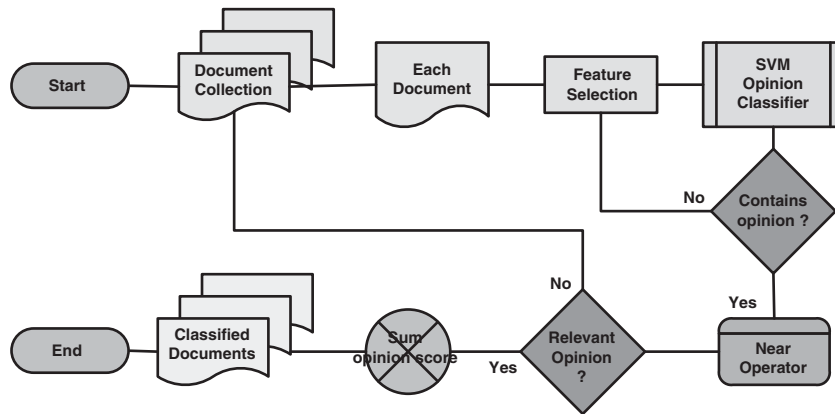 Start
Document
Collection
Each
Document
Feature
Selection
SVM
Opinion
Classifier
No
Contains
opinion ?
No
Yes
End
Classified
Documents
Sum
opinion score
Yes
Relevant
Opinion
?
Near
Operator